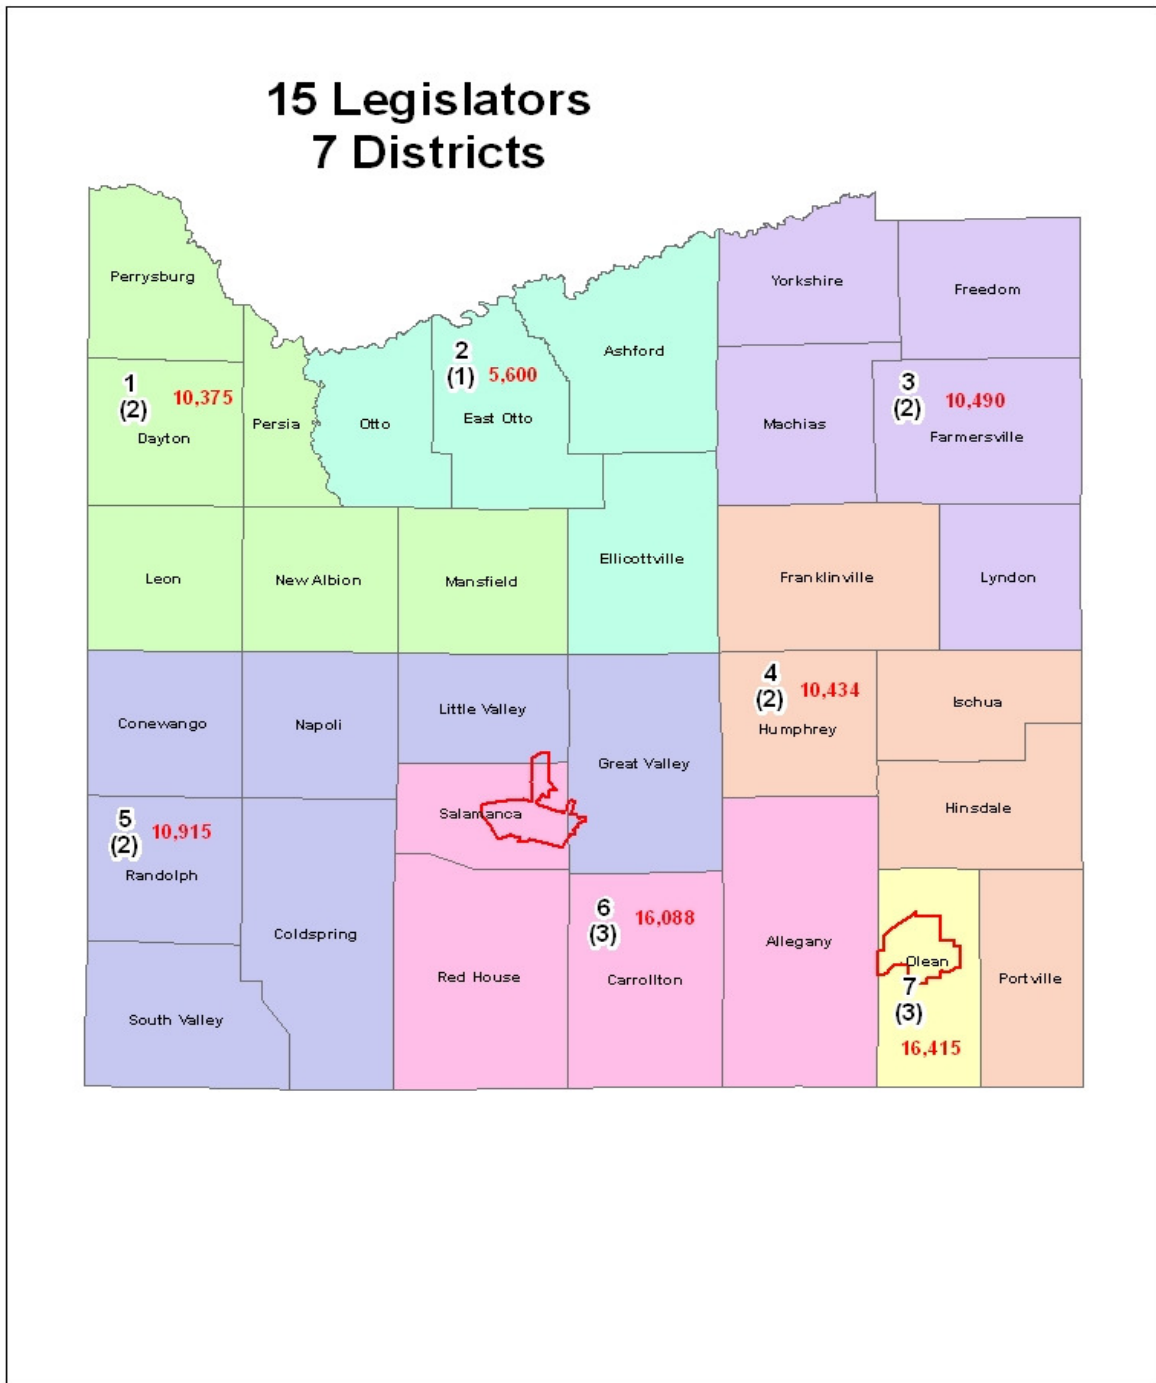 15 Legislators
7 Districts
Perrysburg
Yorkshire
Freedom
2
(1) 5,600
East Otto
Ashford
1
(2) 10,375
Dayton
Persia
Otto
Machias
3
(2) 10,490
Farmersville
Leon
New Albion
Mansfield
Ellicottville
Franklinville
Lyndon
Conewango
Napoli
Little Valley
Great Valley
4
(2) 10,434
Humphrey
Ischua
Salamanca
Hinsdale
5
(2) 10,915
Randolph
Coldspring
Red House
6
(3) 16,088
Carrollton
Allegany
Olean
7
(3)
16,415
Portville
South Valley